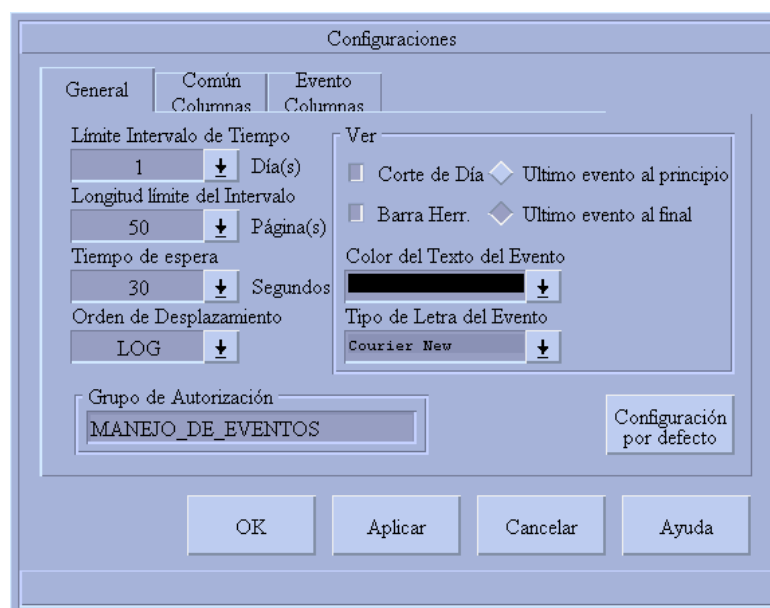 Configuraciones
General
Común
Columnas
Evento
Columnas
Límite Intervalo de Tiempo
1 Día(s)
Longitud límite del Intervalo
50 Página(s)
Tiempo de espera
30 Segundos
Orden de Desplazamiento
LOG
Ver
Corte de Día Ultimo evento al principio
Barra Herr. Ultimo evento al final
Color del Texto del Evento
Tipo de Letra del Evento
Courier New
Grupo de Autorización
MANEJO_DE_EVENTOS
Configuración
por defecto
OK Aplicar Cancelar Ayuda